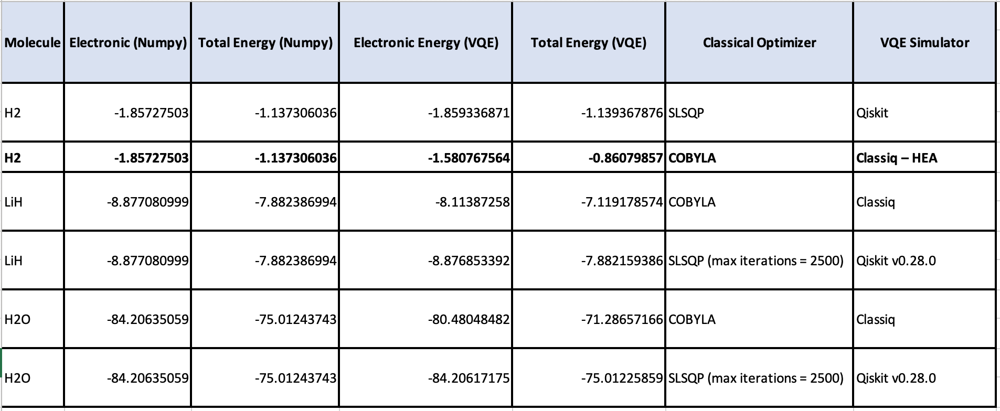 Molecule Electronic (Numpy) Total Energy (Numpy) Electronic Energy (VQE) Total Energy (VQE) Classical Optimizer VQE Simulator
H2 -1.85727503 -1.137306036 -1.859336871 -1.139367876 SLSQP Qiskit
H2 -1.85727503 -1.137306036 -1.580767564 -0.86079857 COBYLA Classiq – HEA
LiH -8.877080999 -7.882386994 -8.11387258 -7.119178574 COBYLA Classiq
LiH -8.877080999 -7.882386994 -8.876853392 -7.882159386 SLSQP (max iterations = 2500) Qiskit v0.28.0
H2O -84.20635059 -75.01243743 -80.48048482 -71.28657166 COBYLA Classiq
H2O -84.20635059 -75.01243743 -84.20617175 -75.01225859 SLSQP (max iterations = 2500) Qiskit v0.28.0